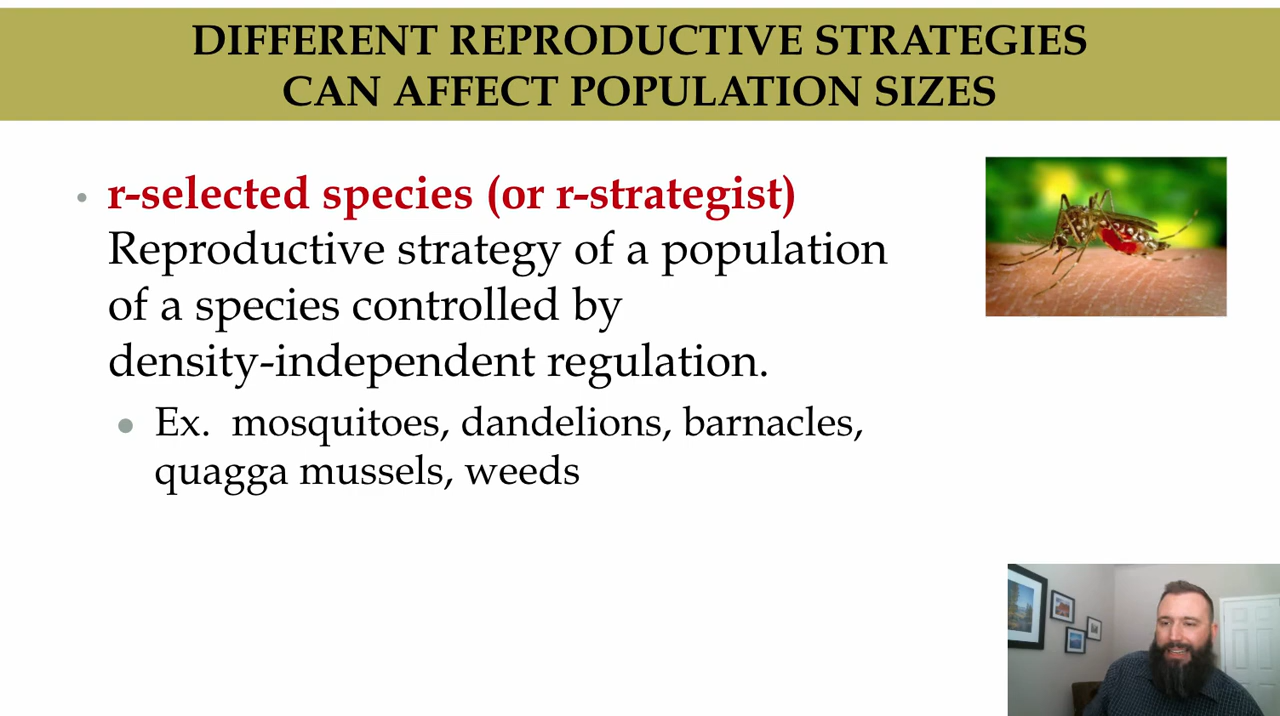 DIFFERENT REPRODUCTIVE STRATEGIES
CAN AFFECT POPULATION SIZES
• r-selected species (or r-strategist)
Reproductive strategy of a population
of a species controlled by
density-independent regulation.
• Ex. mosquitoes, dandelions, barnacles,
quagga mussels, weeds